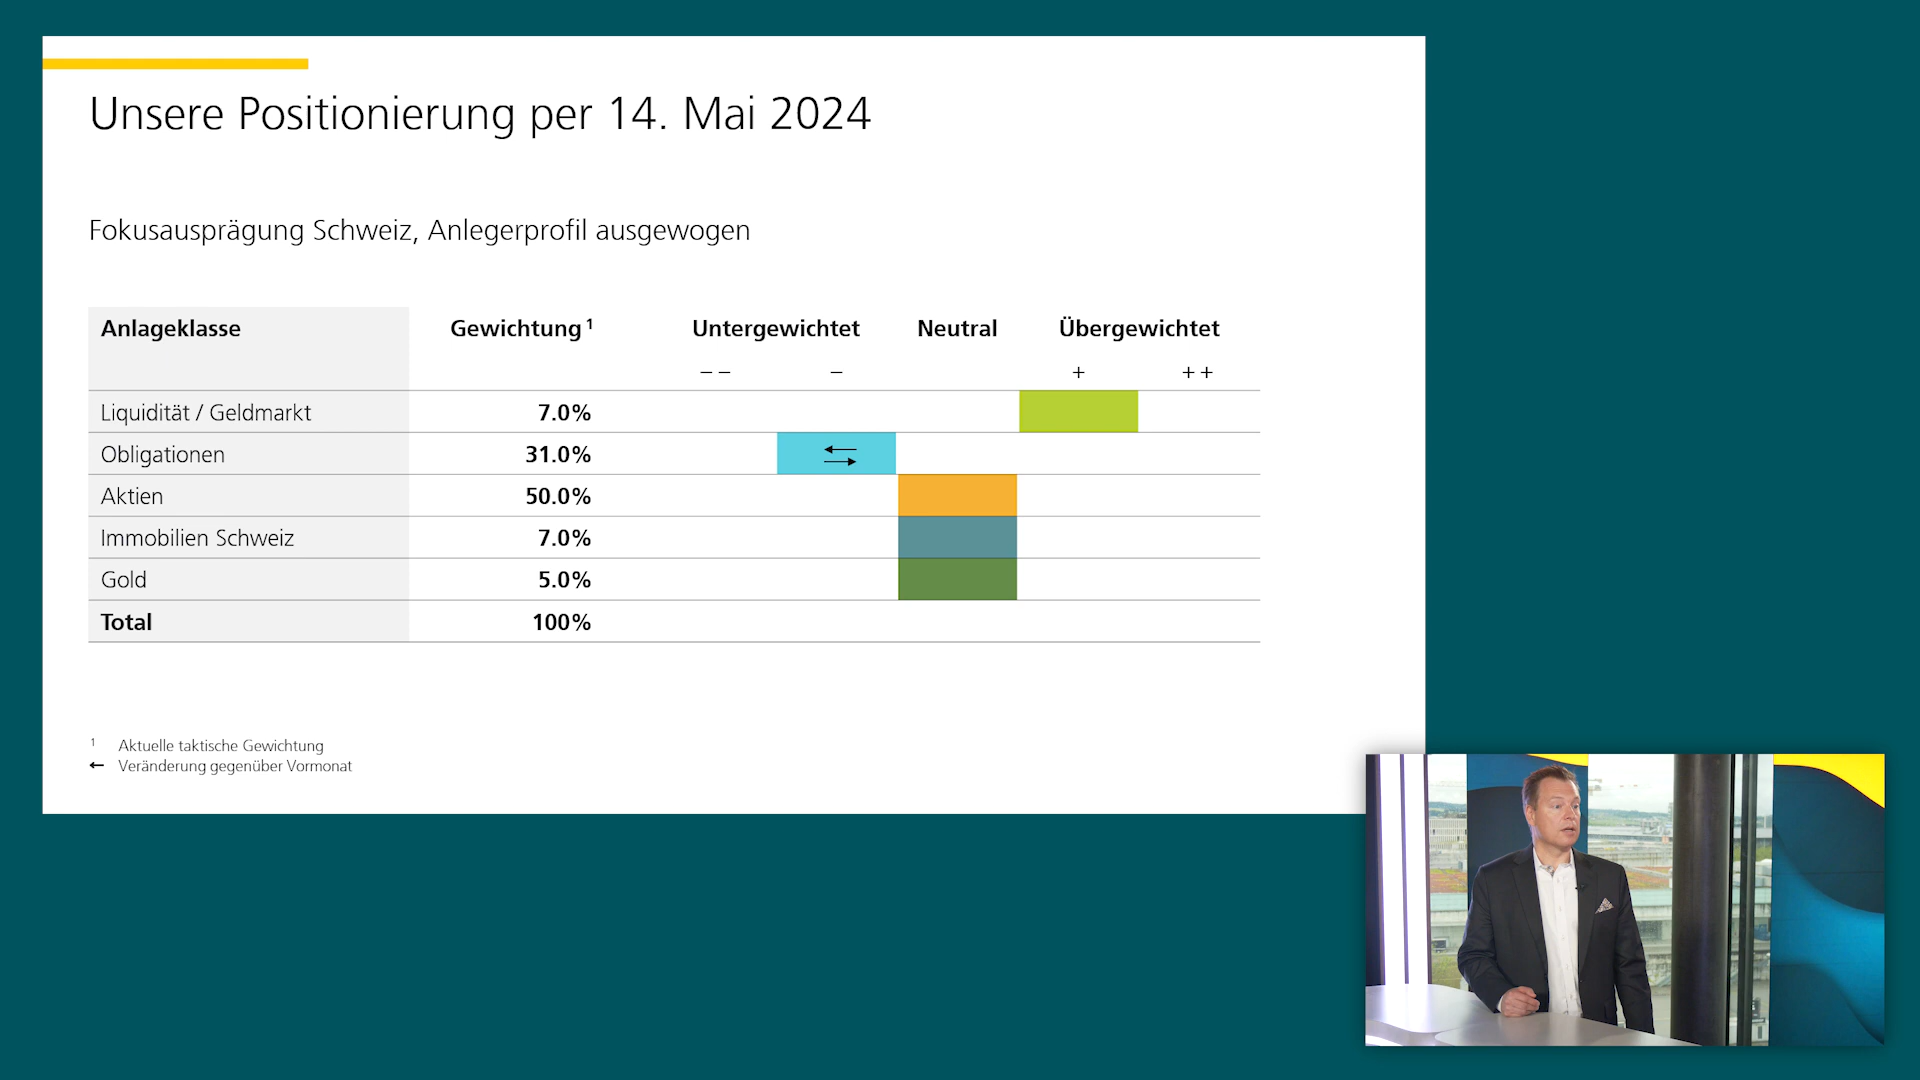 Unsere Positionierung per 14. Mai 2024
Fokusausprägung Schweiz, Anlegerprofil ausgewogen
Anlageklasse Gewichtung¹ Untergewichtet Neutral Übergewichtet
– – – + + +
Liquidität / Geldmarkt 7.0%
Obligationen 31.0%
Aktien 50.0%
Immobilien Schweiz 7.0%
Gold 5.0%
Total 100%
¹ Aktuelle taktische Gewichtung
← Veränderung gegenüber Vormonat